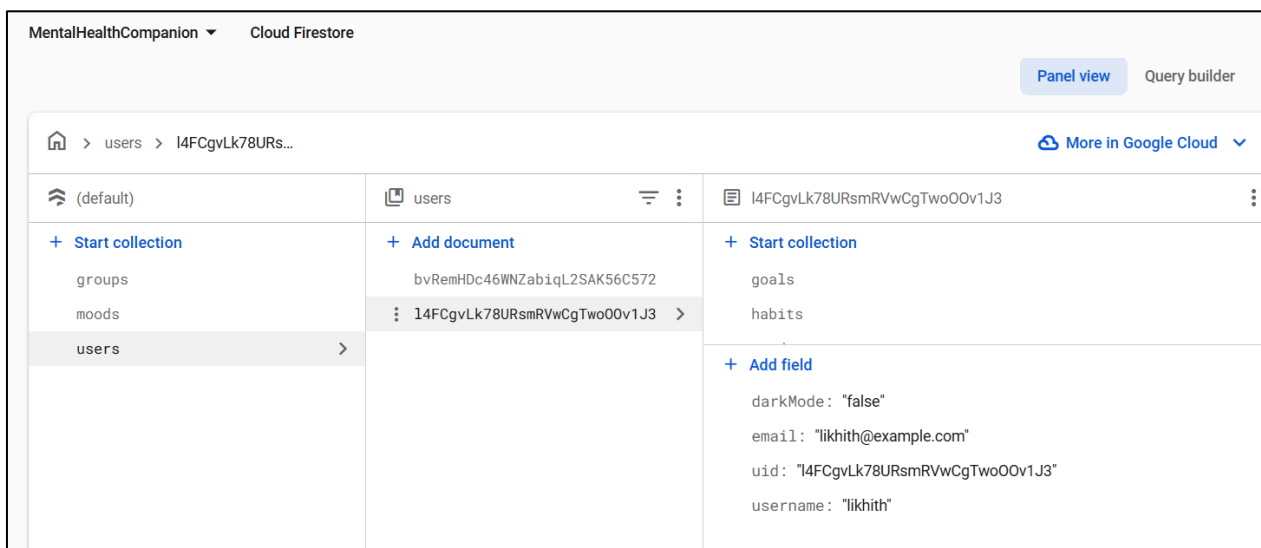 MentalHealthCompanion Cloud Firestore
Panel view Query builder
users l4FCgvLk78URs...
More in Google Cloud
(default)
+ Start collection
groups
moods
users
users
+ Add document
bvRemHDc46WNZabiqL2SAK56C572
l4FCgvLk78URsmRVwCgTwoOOv1J3
l4FCgvLk78URsmRVwCgTwoOOv1J3
+ Start collection
goals
habits
+ Add field
darkMode: "false"
email: "likhith@example.com"
uid: "l4FCgvLk78URsmRVwCgTwoOOv1J3"
username: "likhith"